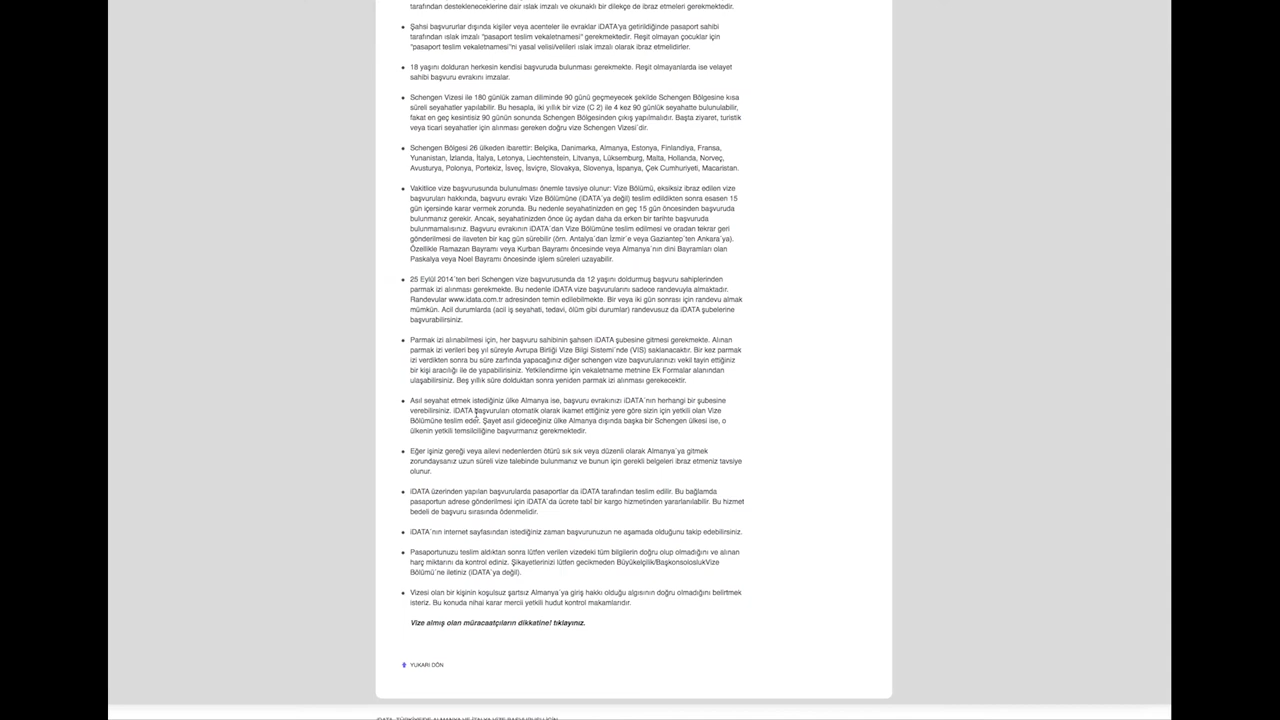 tarafından destekleneceklerine dair ıslak imzalı ve okunaklı bir dilekçe de ibraz etmeleri gerekmektedir.
Şahsi başvururlar dışında kişiler veya acenteler ile evraklar iDATA'ya getirildiğinde pasaport sahibi
tarafından ıslak imzalı "pasaport teslim vekaletnamesi" gerekmektedir. Reşit olmayan çocuklar için
"pasaport teslim vekaletnamesi"ni yasal velisi/velileri ıslak imzalı olarak ibraz etmelidirler.
18 yaşını dolduran herkesin kendisi başvuruda bulunması gerekmekte. Reşit olmayanlarda ise velayet
sahibi başvuru evrakını imzalar.
Schengen Vizesi ile 180 günlük zaman diliminde 90 günü geçmeyecek şekilde Schengen Bölgesine kısa
süreli seyahatler yapılabilir. Bu hesapla, iki yıllık bir vize (C 2) ile 4 kez 90 günlük seyahatte bulunulabilir,
fakat en geç kesintisiz 90 günün sonunda Schengen Bölgesinden çıkış yapılmalıdır. Başta ziyaret, turistik
veya ticari seyahatler için alınması gereken doğru vize Schengen Vizesi`dir.
Schengen Bölgesi 26 ülkeden ibarettir: Belçika, Danimarka, Almanya, Estonya, Finlandiya, Fransa,
Yunanistan, İzlanda, İtalya, Letonya, Liechtenstein, Litvanya, Lüksemburg, Malta, Hollanda, Norveç,
Avusturya, Polonya, Portekiz, İsveç, İsviçre, Slovakya, Slovenya, İspanya, Çek Cumhuriyeti, Macaristan.
Vakitlice vize başvurusunda bulunulması önemle tavsiye olunur: Vize Bölümü, eksiksiz ibraz edilen vize
başvuruları hakkında, başvuru evrakı Vize Bölümüne (iDATA`ya değil) teslim edildikten sonra esasen 15
gün içersinde karar vermek zorunda. Bu nedenle seyahatinizden en geç 15 gün öncesinden başvuruda
bulunmanız gerekir. Ancak, seyahatinizden önce üç aydan daha da erken bir tarihte başvuruda
bulunmamalısınız. Başvuru evrakının iDATA`dan Vize Bölümüne teslim edilmesi ve oradan tekrar geri
gönderilmesi de ilaveten bir kaç gün sürebilir (örn. Antalya`dan İzmir`e veya Gaziantep`ten Ankara`ya).
Özellikle Ramazan Bayramı veya Kurban Bayramı öncesinde veya Almanya`nın dini Bayramları olan
Paskalya veya Noel Bayramı öncesinde işlem süreleri uzayabilir.
25 Eylül 2014`ten beri Schengen vize başvurusunda da 12 yaşını doldurmuş başvuru sahiplerinden
parmak izi alınması gerekmekte. Bu nedenle iDATA vize başvurularını sadece randevuyla almaktadır.
Randevular www.idata.com.tr adresinden temin edilebilmekte. Bir veya iki gün sonrası için randevu almak
mümkün. Acil durumlarda (acil iş seyahati, tedavi, ölüm gibi durumlar) randevusuz da iDATA şubelerine
başvurabilirsiniz.
Parmak izi alınabilmesi için, her başvuru sahibinin şahsen iDATA şubesine gitmesi gerekmekte. Alınan
parmak izi verileri beş yıl süreyle Avrupa Birliği Vize Bilgi Sistemi`nde (VIS) saklanacaktır. Bir kez parmak
izi verdikten sonra bu süre zarfında yapacağınız diğer schengen vize başvurularınızı vekil tayin ettiğiniz
bir kişi aracılığı ile de yapabilirisiniz. Yetkilendirme için vekaletname metnine Ek Formalar alanından
ulaşabilirsiniz. Beş yıllık süre dolduktan sonra yeniden parmak izi alınması gerekecektir.
Asıl seyahat etmek istediğiniz ülke Almanya ise, başvuru evrakınızı iDATA`nın herhangi bir şubesine
verebilirsiniz. iDATA başvuruları otomatik olarak ikamet ettiğiniz yere göre sizin için yetkili olan Vize
Bölümüne teslim eder. Şayet asıl gideceğiniz ülke Almanya dışında başka bir Schengen ülkesi ise, o
ülkenin yetkili temsilciliğine başvurmanız gerekmektedir.
Eğer işiniz gereği veya ailevi nedenlerden ötürü sık sık veya düzenli olarak Almanya`ya gitmek
zorundaysanız uzun süreli vize talebinde bulunmanız ve bunun için gerekli belgeleri ibraz etmeniz tavsiye
olunur.
iDATA üzerinden yapılan başvurularda pasaportlar da iDATA tarafından teslim edilir. Bu bağlamda
pasaportun adrese gönderilmesi için iDATA`da ücrete tabî bir kargo hizmetinden yararlanılabilir. Bu hizmet
bedeli de başvuru sırasında ödenmelidir.
iDATA`nın internet sayfasından istediğiniz zaman başvurunuzun ne aşamada olduğunu takip edebilirsiniz.
Pasaportunuzu teslim aldıktan sonra lütfen verilen vizedeki tüm bilgilerin doğru olup olmadığını ve alınan
harç miktarını da kontrol ediniz. Şikayetlerinizi lütfen gecikmeden Büyükelçilik/BaşkonsoloslukVize
Bölümü`ne iletiniz (iDATA`ya değil).
Vizesi olan bir kişinin koşulsuz şartsız Almanya`ya giriş hakkı olduğu algısının doğru olmadığını belirtmek
isteriz. Bu konuda nihai karar mercii yetkili hudut kontrol makamlarıdır.
Vize almış olan müracaatçıların dikkatine! tıklayınız.
YUKARI DÖN